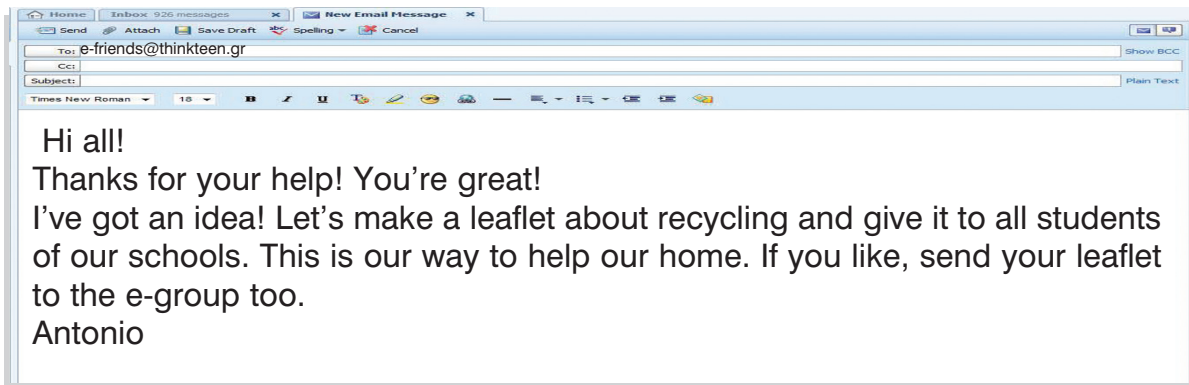 Home Inbox 926 messages × New Email Message ×
Send Attach Save Draft Spelling Cancel
To: e-friends@thinkteen.gr Show BCC
Cc:
Subject: Plain Text
Times New Roman 18 B I U
Hi all!
Thanks for your help! You're great!
I've got an idea! Let's make a leaflet about recycling and give it to all students
of our schools. This is our way to help our home. If you like, send your leaflet
to the e-group too.
Antonio